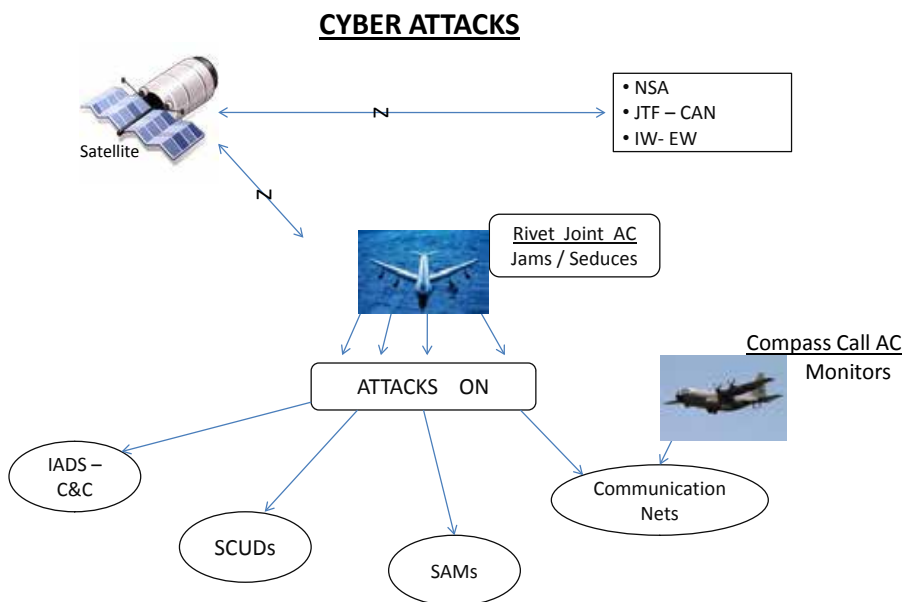 CYBER ATTACKS
• NSA
• JTF – CAN
• IW- EW
Satellite
Z
Z
Rivet Joint AC
Jams / Seduces
Compass Call AC
Monitors
ATTACKS ON
IADS –
C&C
Communication
Nets
SCUDs
SAMs